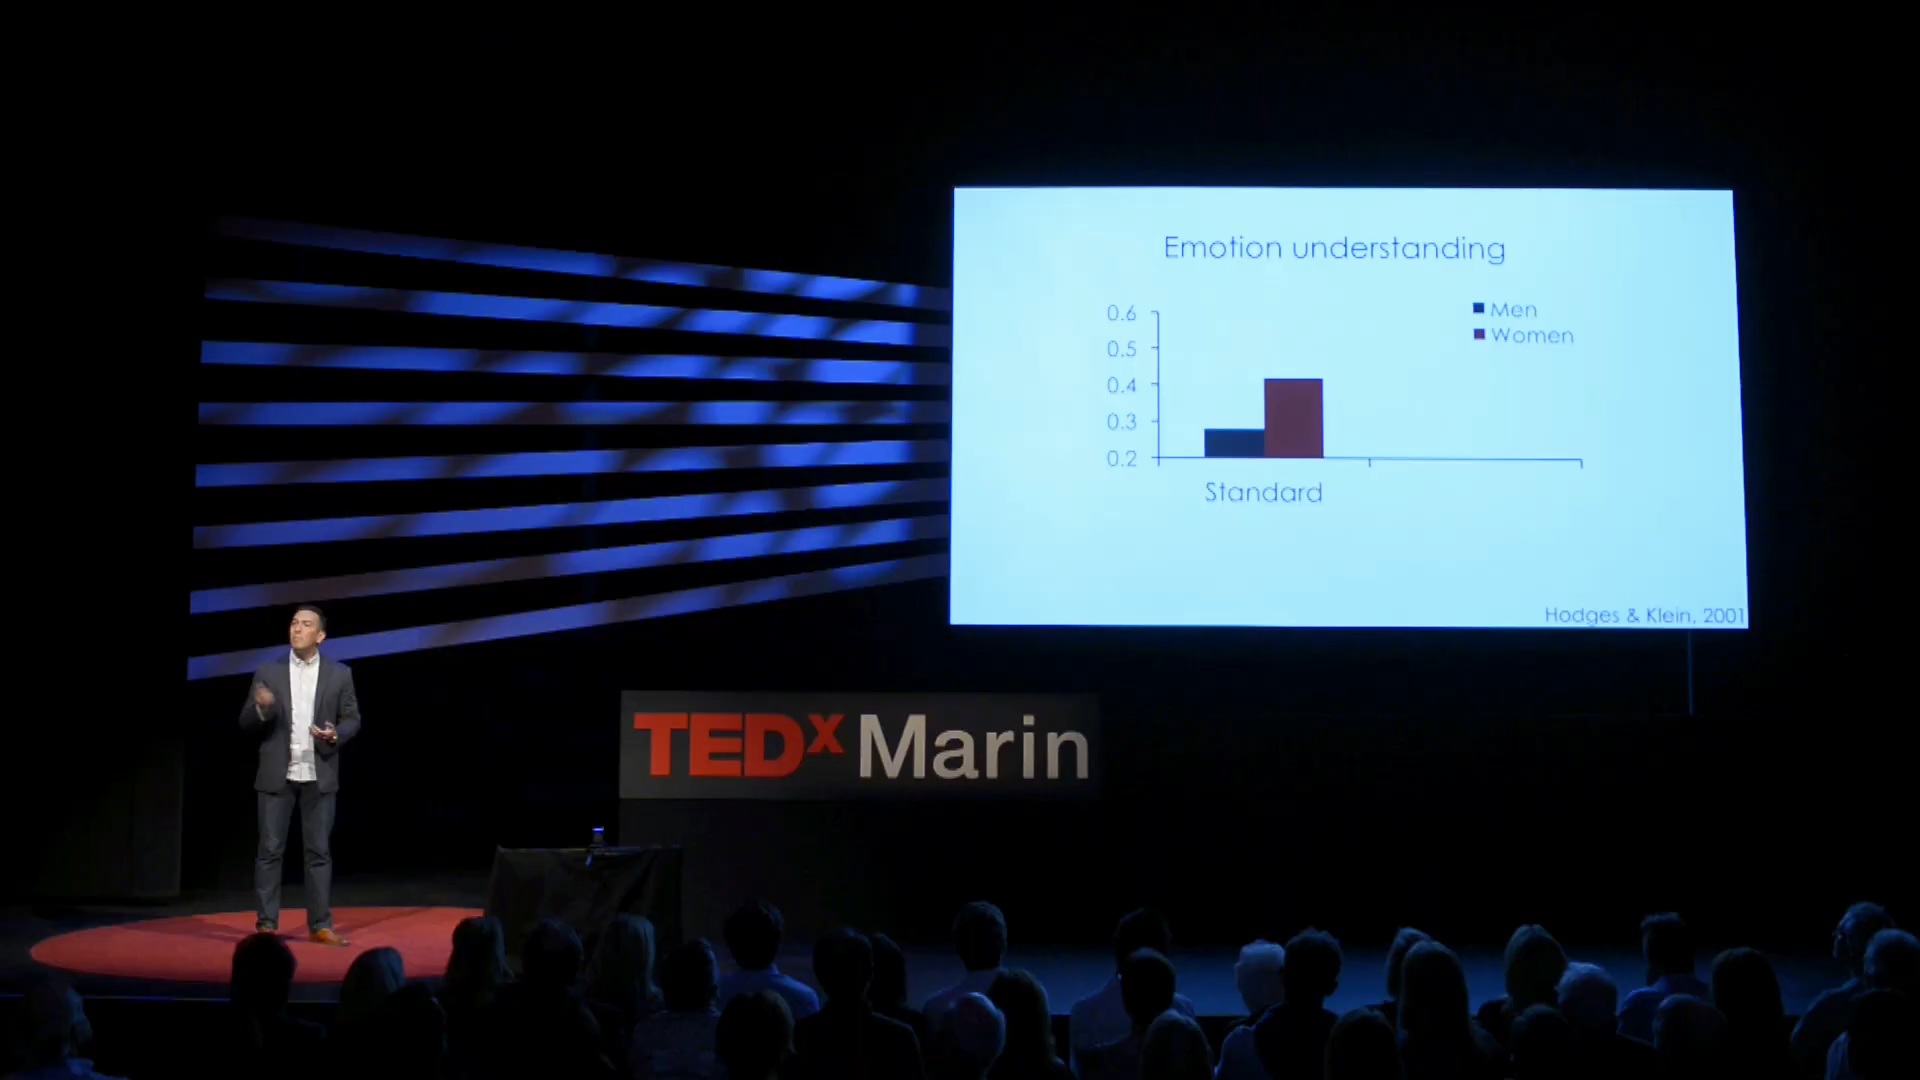 Emotion understanding
0.6
0.5
0.4
0.3
0.2
Men
Women
Standard
Hodges & Klein, 2001
TEDx Marin